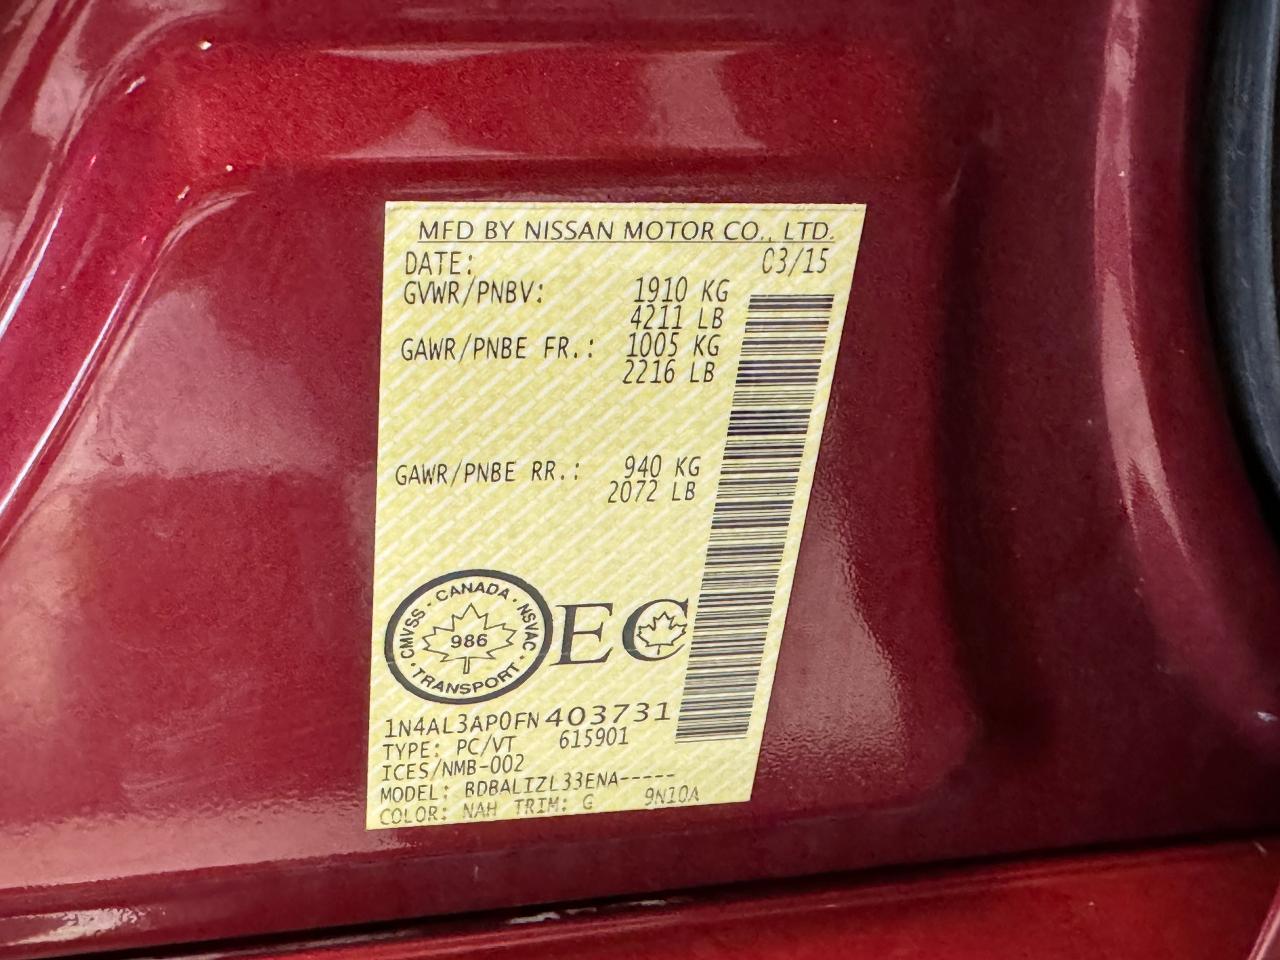 MFD BY NISSAN MOTOR CO., LTD.
DATE: 03/15
GVWR/PNBV: 1910 KG
4211 LB
GAWR/PNBE FR.: 1005 KG
2216 LB
GAWR/PNBE RR.: 940 KG
2072 LB
CMVSS · CANADA · NSVAC · TRANSPORT ·
986
EC
1N4AL3AP0FN403731
TYPE: PC/VT 615901
ICES/NMB-002
MODEL: BDBALIZL33ENA-----
COLOR: NAH TRIM: G 9N10A